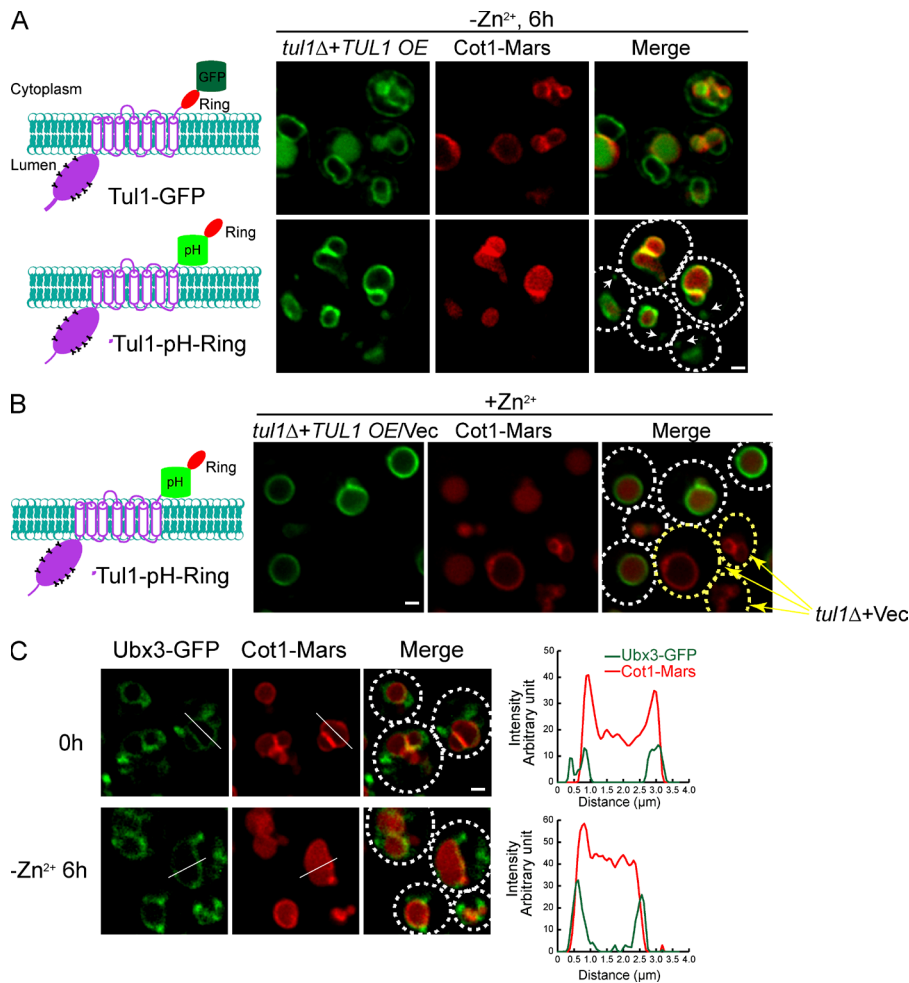 A
-Zn²⁺, 6h
tul1Δ+TUL1 OE Cot1-Mars Merge
Cytoplasm
GFP
Ring
Lumen
Tul1-GFP
Ring
pH
Tul1-pH-Ring
B
+Zn²⁺
tul1Δ+TUL1 OE/Vec Cot1-Mars Merge
Ring
pH
Tul1-pH-Ring
tul1Δ+Vec
C
Ubx3-GFP Cot1-Mars Merge
0h
-Zn²⁺ 6h
Ubx3-GFP
Cot1-Mars
Intensity
Arbitrary unit
50
40
30
20
10
0
0 0.5 1.0 1.5 2.0 2.5 3.0 3.5 4.0
Distance (µm)
Intensity
Arbitrary unit
60
50
40
30
20
10
0
0 0.5 1.0 1.5 2.0 2.5 3.0 3.5 4.0
Distance (µm)